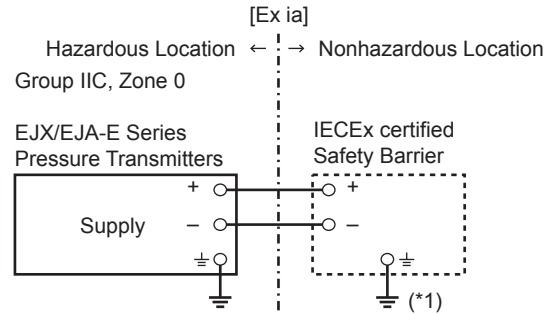 [Ex ia]
Hazardous Location ← → Nonhazardous Location
Group IIC, Zone 0
EJX/EJA-E Series
Pressure Transmitters
IECEx certified
Safety Barrier
+ +
Supply – –
(*1)